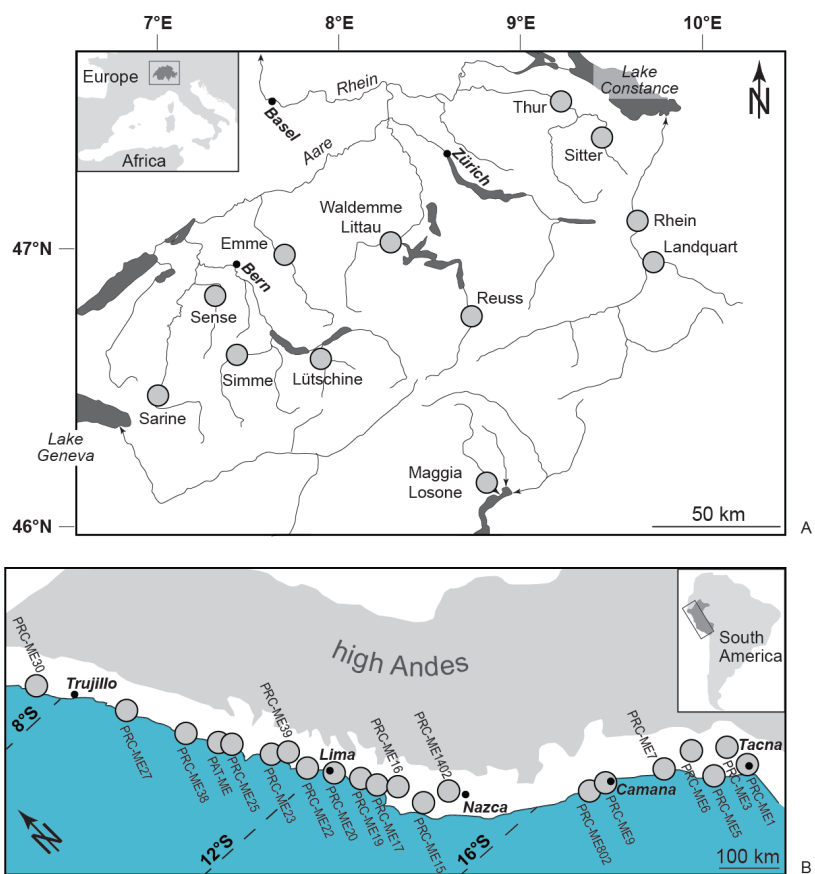 7°E
8°E
9°E
10°E
Europe
Africa
Rhein
Basel
Aare
Zürich
Thur
Lake
Constance
N
Sitter
Waldemme
Littau
Rhein
Landquart
47°N
Emme
Bern
Sense
Reuss
Simme
Lütschine
Sarine
Lake
Geneva
Maggia
Losone
46°N
50 km
A
high Andes
South
America
PRC-ME30
Trujillo
8°S
PRC-ME27
PRC-ME38
PAT-ME
PRC-ME25
PRC-ME39
PRC-ME23
PRC-ME22
Lima
PRC-ME20
PRC-ME19
PRC-ME17
PRC-ME16
PRC-ME15
PRC-ME1402
Nazca
12°S
16°S
PRC-ME802
PRC-ME9
Camana
PRC-ME7
PRC-ME6
PRC-ME5
PRC-ME3
PRC-ME1
Tacna
N
100 km
B